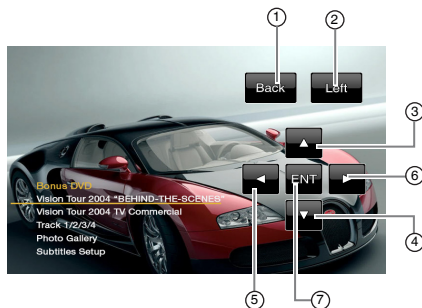 ① ②
Back Left
③
⑥
ENT
Bonus DVD
Vision Tour 2004 "BEHIND-THE-SCENES"
Vision Tour 2004 TV Commercial
Track 1/2/3/4
Photo Gallery
Subtitles Setup
④
⑤ ⑦